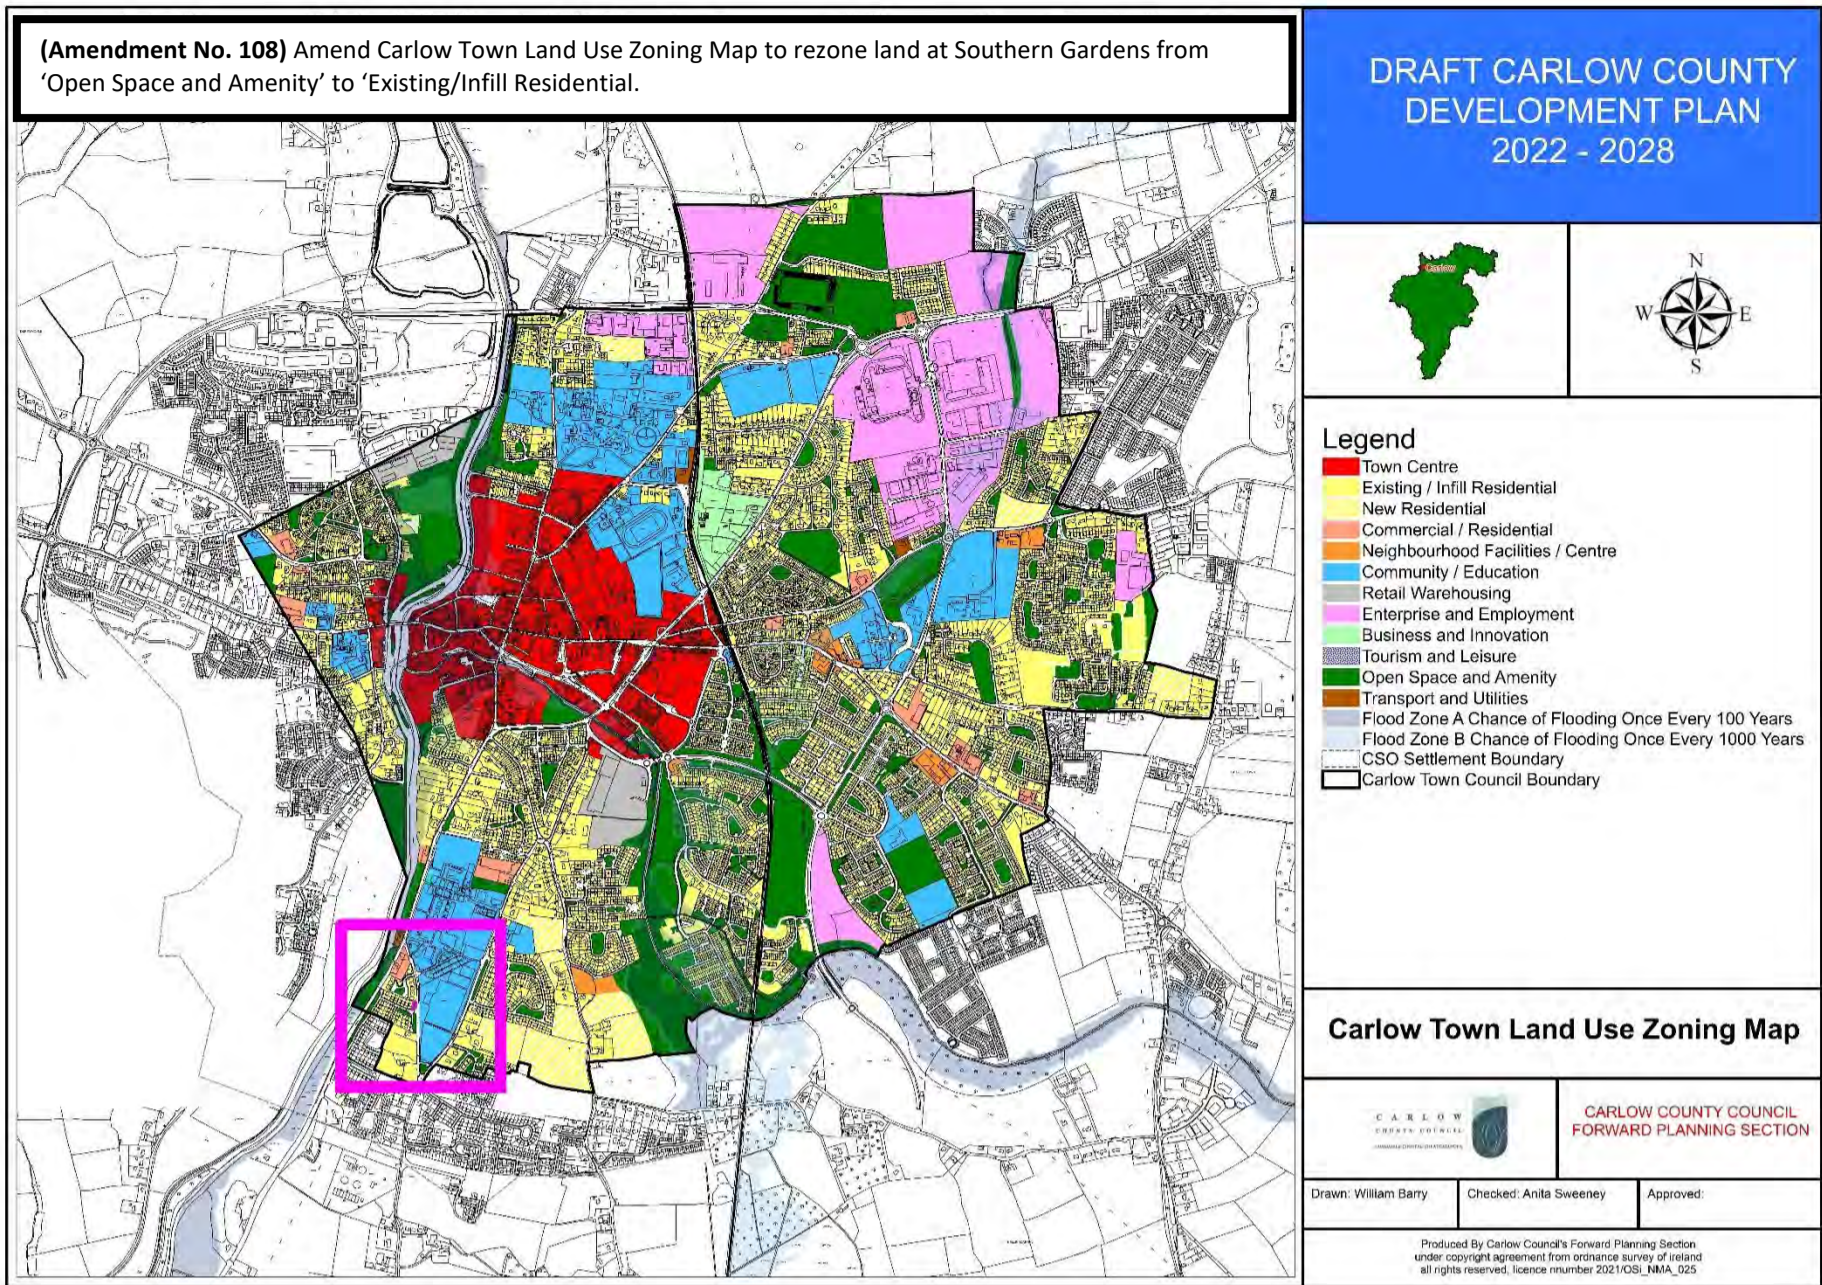 (Amendment No. 108) Amend Carlow Town Land Use Zoning Map to rezone land at Southern Gardens from
‘Open Space and Amenity’ to ‘Existing/Infill Residential.
DRAFT CARLOW COUNTY
DEVELOPMENT PLAN
2022 - 2028
Carlow
N
W
E
S
Legend
Town Centre
Existing / Infill Residential
New Residential
Commercial / Residential
Neighbourhood Facilities / Centre
Community / Education
Retail Warehousing
Enterprise and Employment
Business and Innovation
Tourism and Leisure
Open Space and Amenity
Transport and Utilities
Flood Zone A Chance of Flooding Once Every 100 Years
Flood Zone B Chance of Flooding Once Every 1000 Years
CSO Settlement Boundary
Carlow Town Council Boundary
Carlow Town Land Use Zoning Map
CARLOW
COUNTY COUNCIL
CARLOW COUNTY COUNCIL
FORWARD PLANNING SECTION
Drawn: William Barry
Checked: Anita Sweeney
Approved:
Produced By Carlow Council's Forward Planning Section
under copyright agreement from ordnance survey of Ireland
all rights reserved, licence nnumber 2021/OSi_NMA_025